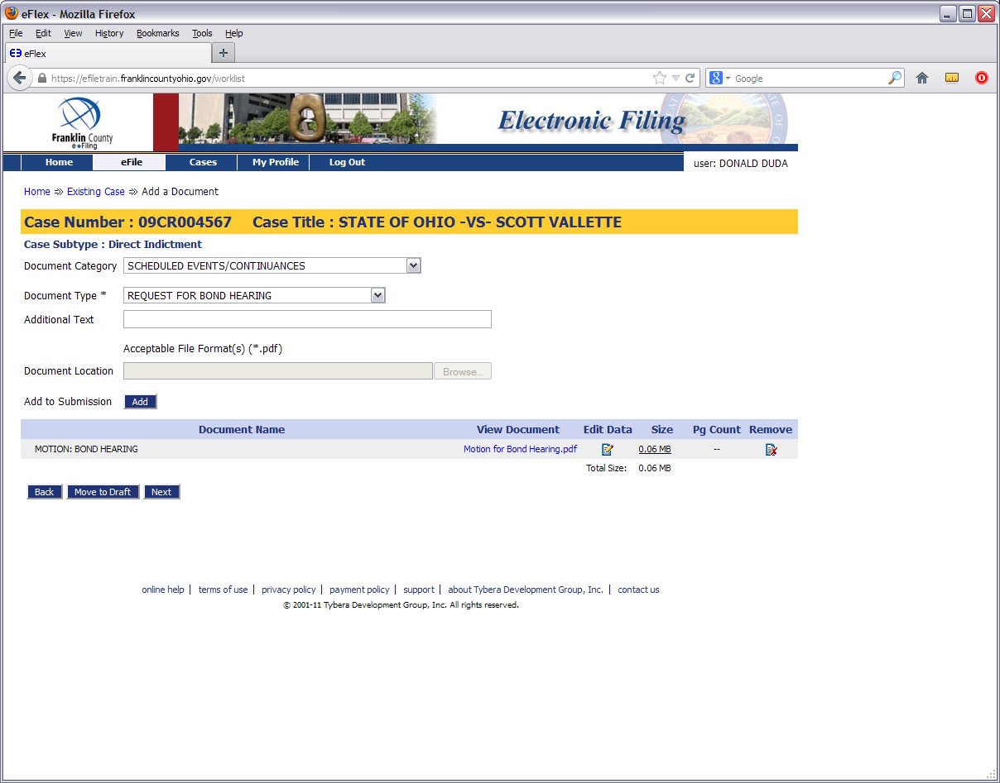 eFlex - Mozilla Firefox
File Edit View History Bookmarks Tools Help
eFlex
https://efiletrain.franklincountyohio.gov/worklist
Google
Franklin County
e★Filing
Electronic Filing
Home eFile Cases My Profile Log Out
user: DONALD DUDA
Home ⇒ Existing Case ⇒ Add a Document
Case Number : 09CR004567 Case Title : STATE OF OHIO -VS- SCOTT VALLETTE
Case Subtype : Direct Indictment
Document Category SCHEDULED EVENTS/CONTINUANCES
Document Type * REQUEST FOR BOND HEARING
Additional Text
Acceptable File Format(s) (*.pdf)
Document Location Browse...
Add to Submission Add
Document Name View Document Edit Data Size Pg Count Remove
MOTION: BOND HEARING Motion for Bond Hearing.pdf 0.06 MB --
Total Size: 0.06 MB
Back Move to Draft Next
online help | terms of use | privacy policy | payment policy | support | about Tybera Development Group, Inc. | contact us
© 2001-11 Tybera Development Group, Inc. All rights reserved.